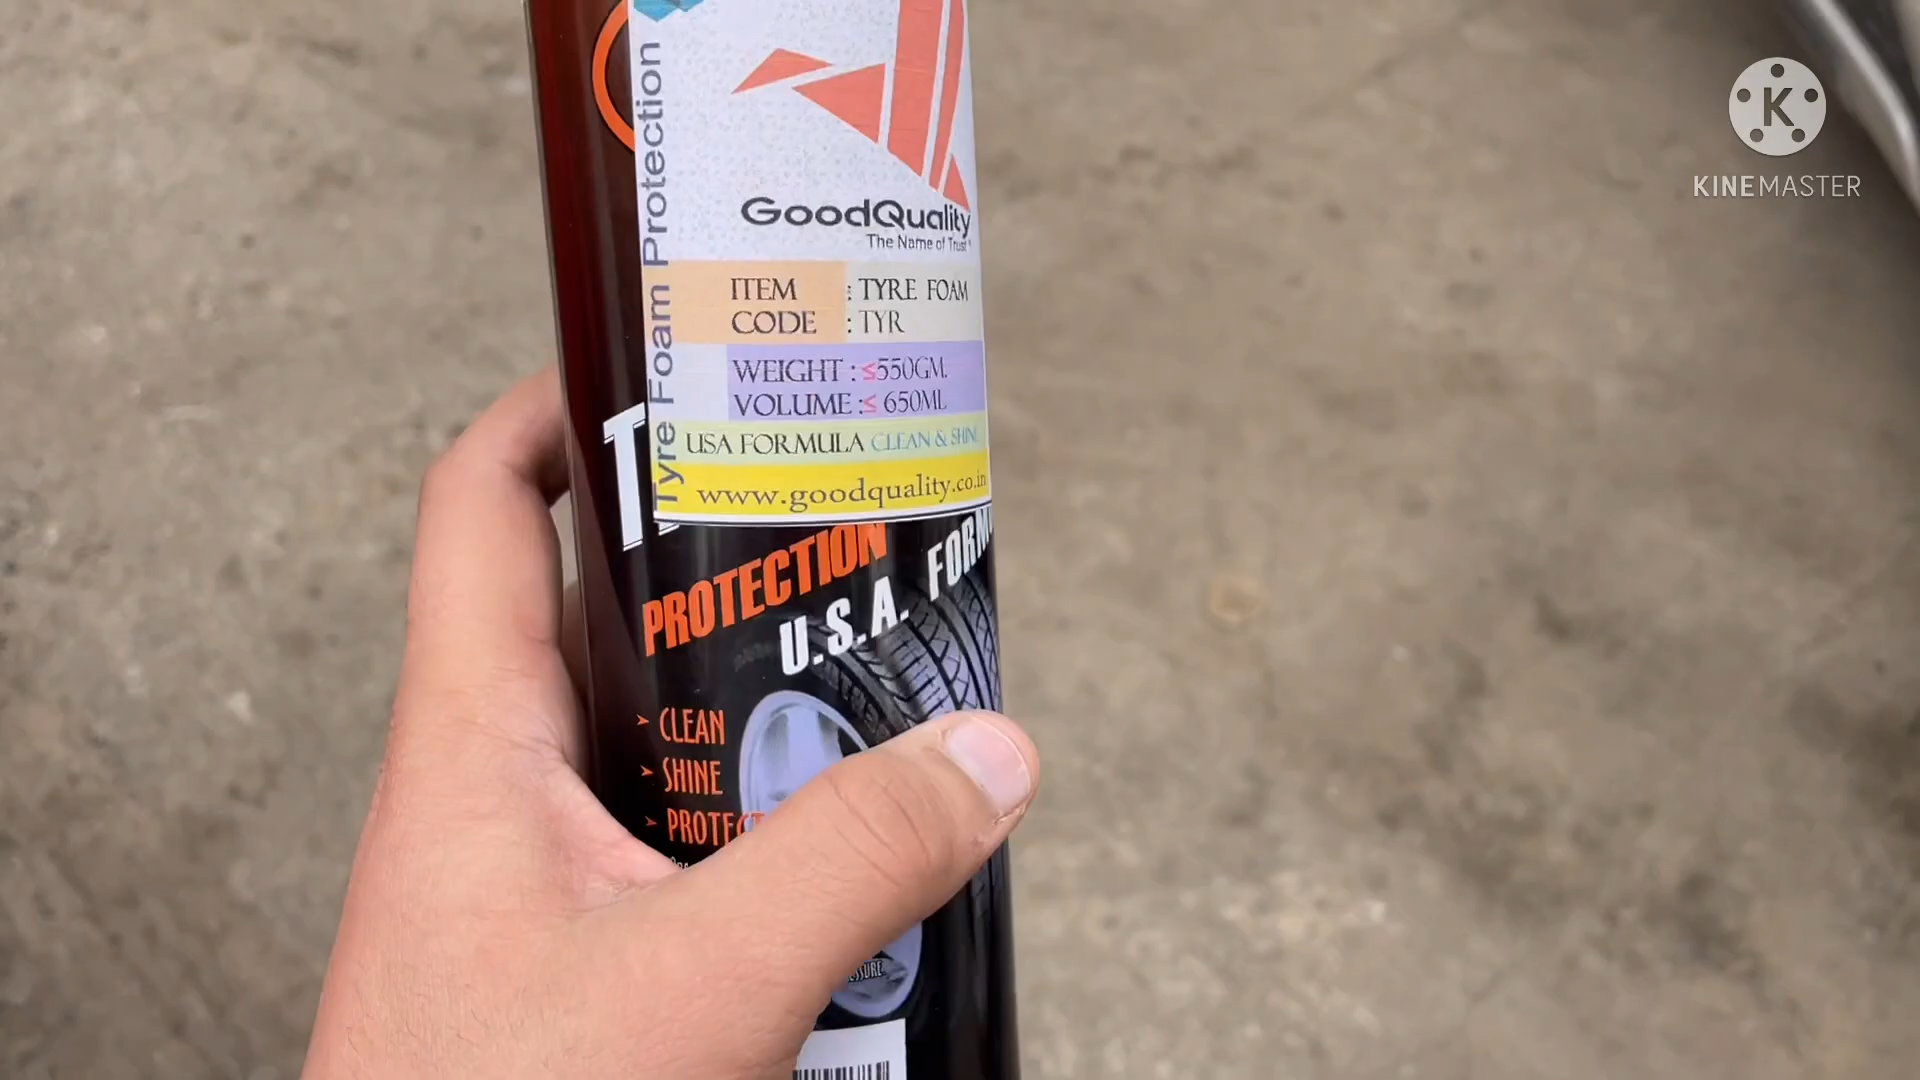 K
KINEMASTER
Tyre Foam Protection
GoodQuality
The Name of Trust
ITEM : TYRE FOAM
CODE : TYR
WEIGHT : ≤550GM.
VOLUME :≤ 650ML
USA FORMULA CLEAN & SHINE
www.goodquality.co.in
PROTECTION
U.S.A. FORMU
➤ CLEAN
➤ SHINE
➤ PROTECT